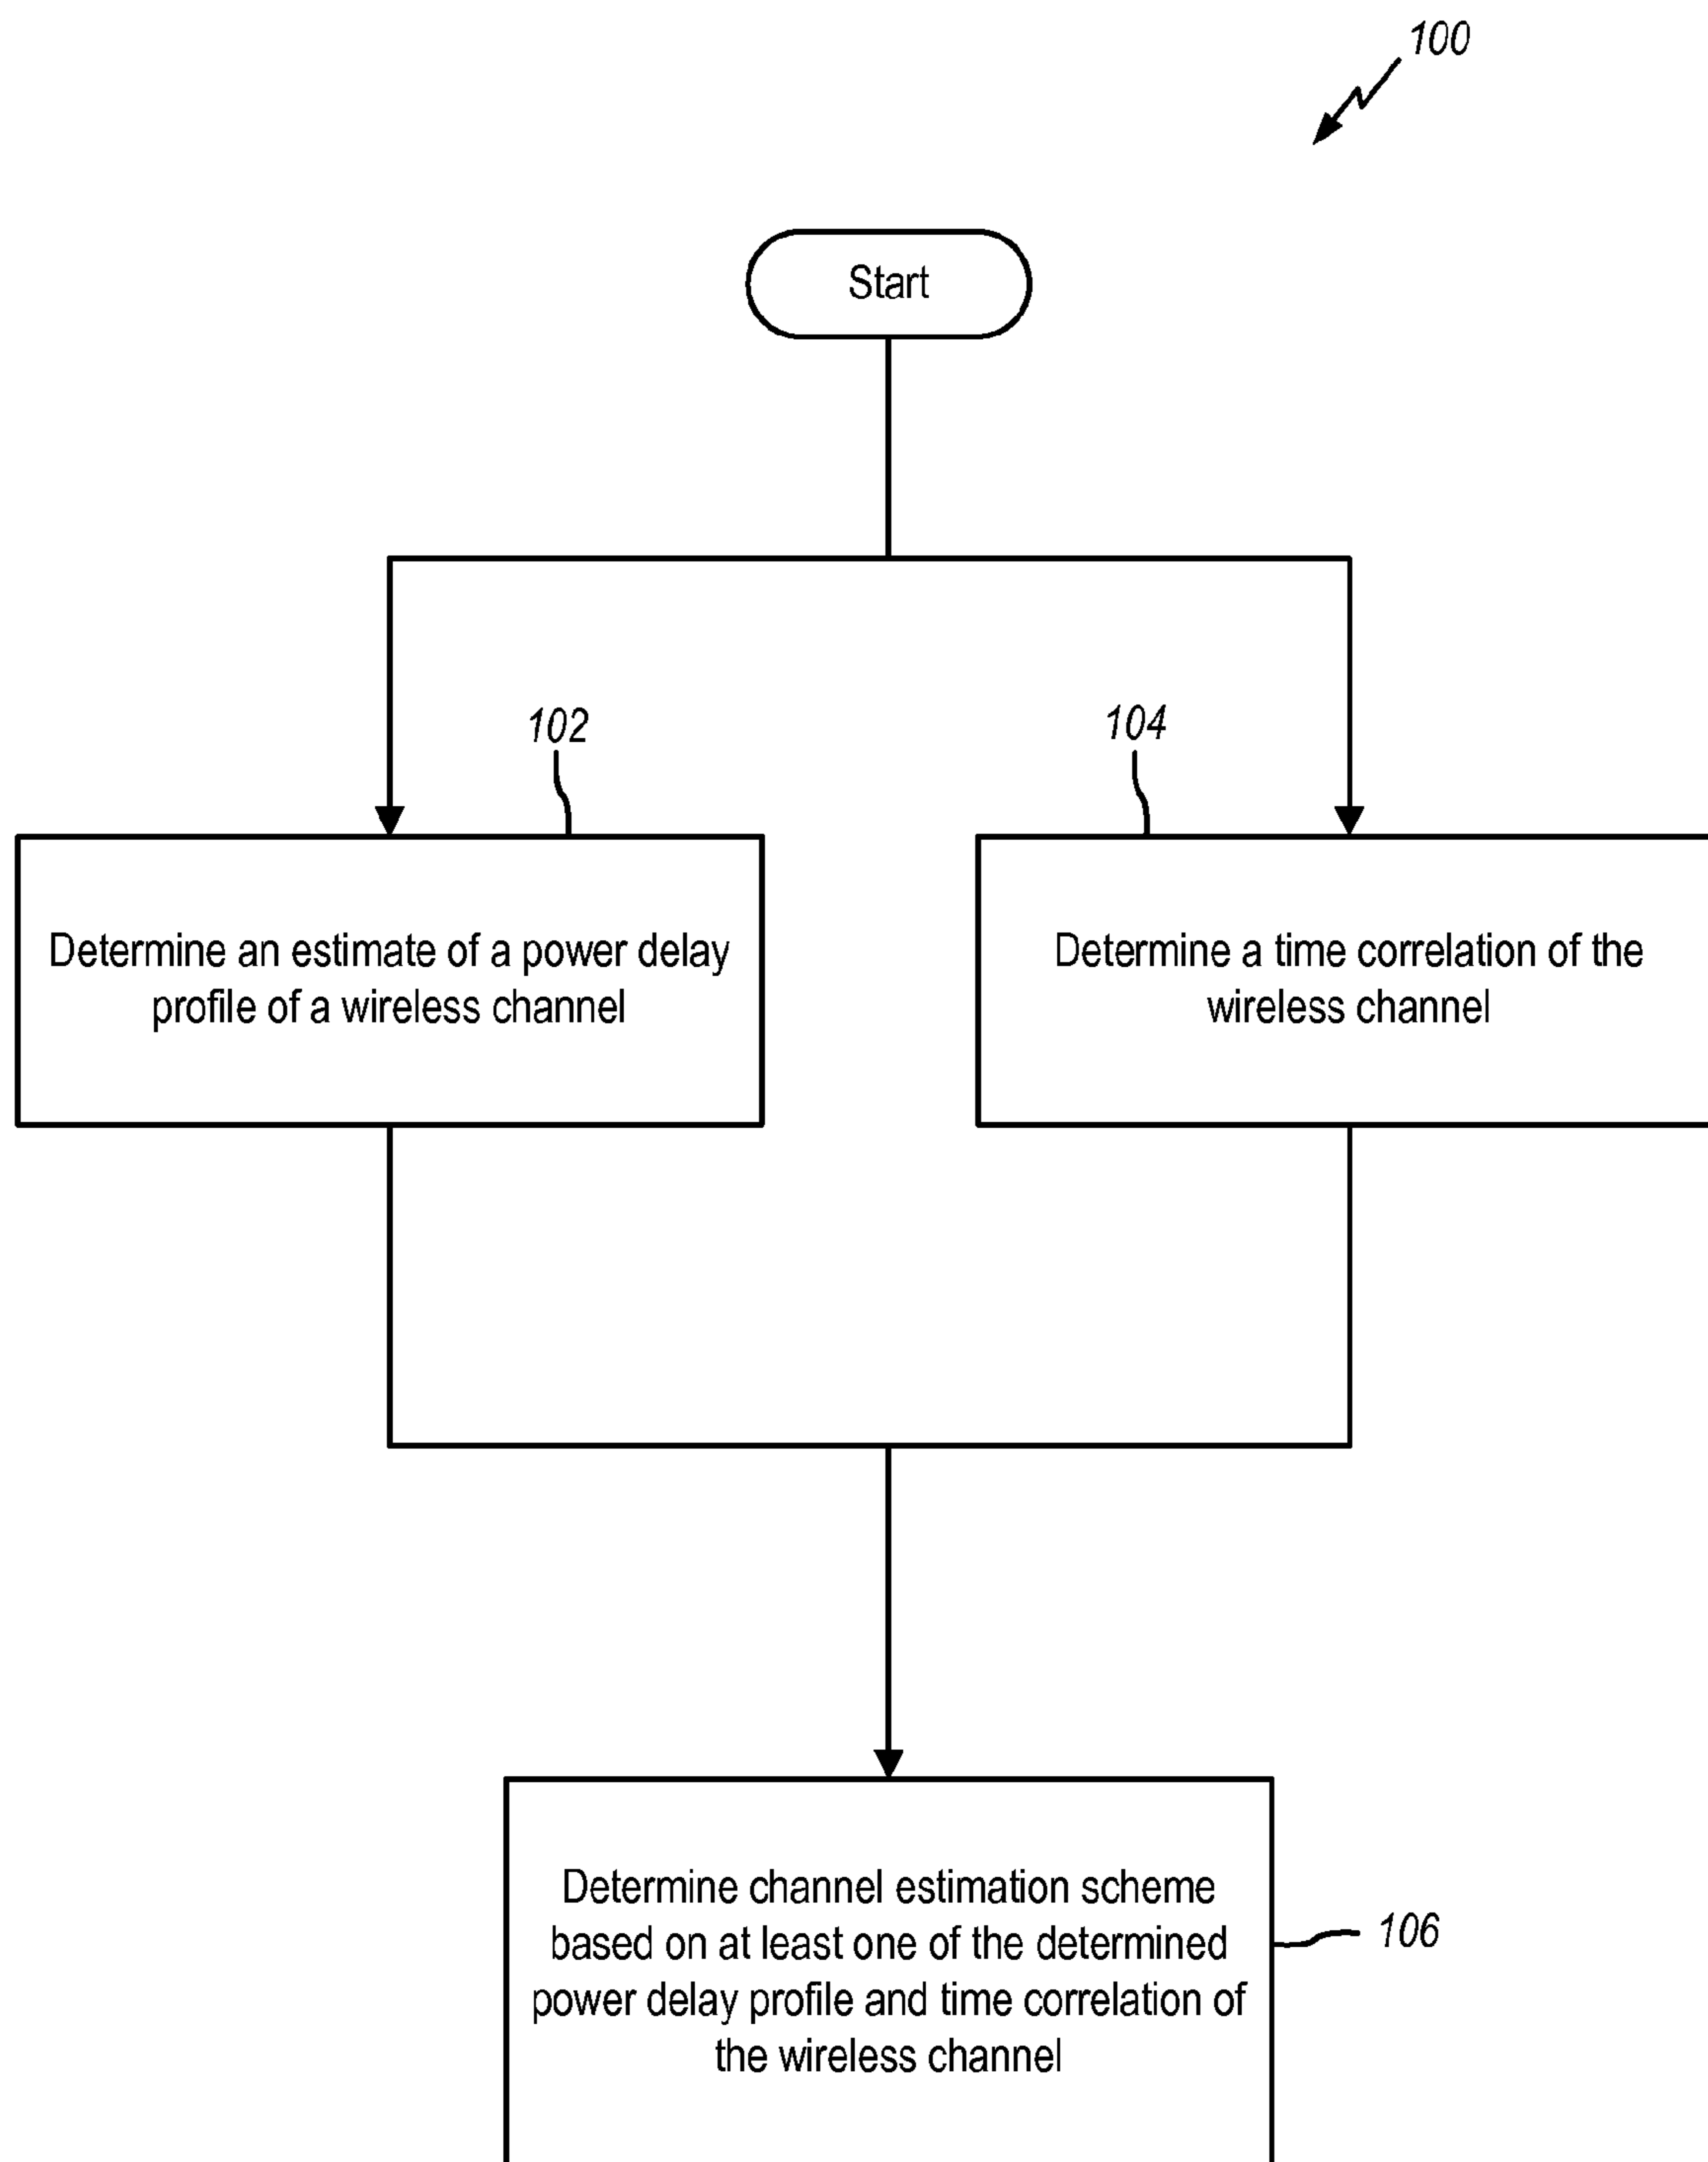 100
Start
102
104
Determine an estimate of a power delay
profile of a wireless channel
Determine a time correlation of the
wireless channel
Determine channel estimation scheme
based on at least one of the determined
power delay profile and time correlation of
the wireless channel
106